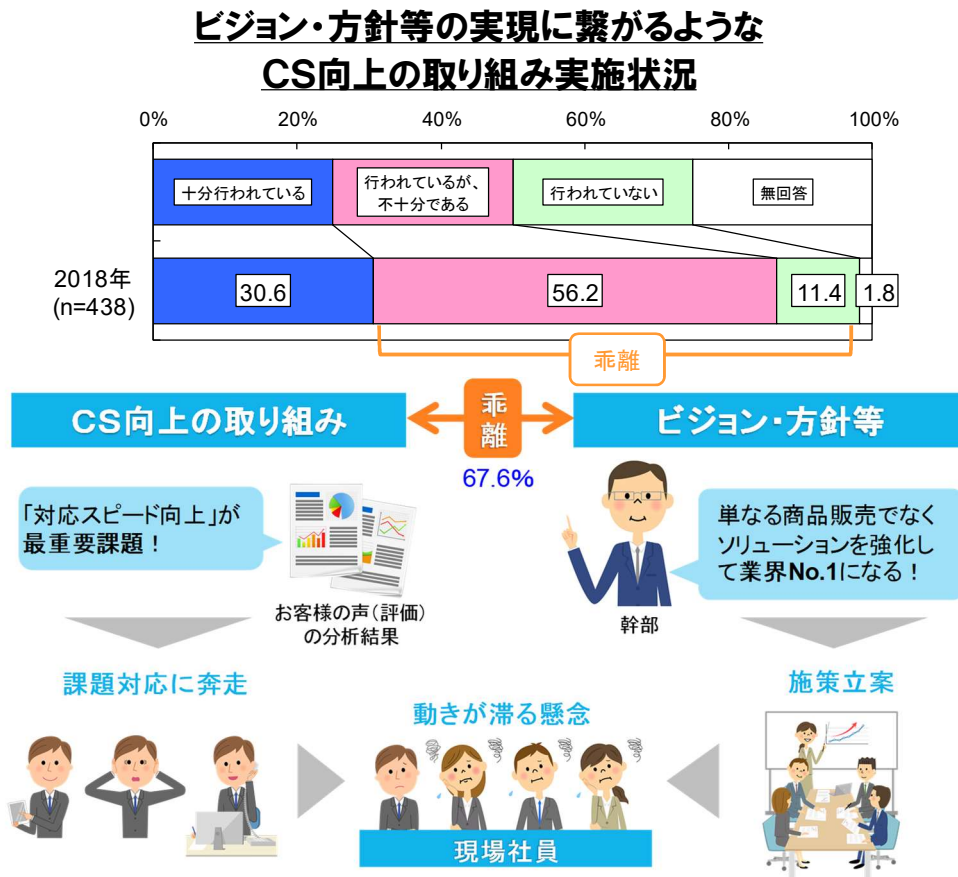 ビジョン・方針等の実現に繋がるような
CS向上の取り組み実施状況
0%
20%
40%
60%
80%
100%
十分行われている
行われているが、
不十分である
行われていない
無回答
2018年
(n=438)
30.6
56.2
11.4
1.8
乖離
CS向上の取り組み
乖
離
ビジョン・方針等
67.6%
「対応スピード向上」が
最重要課題！
お客様の声（評価）
の分析結果
幹部
単なる商品販売でなく
ソリューションを強化し
て業界No.1になる！
課題対応に奔走
動きが滞る懸念
施策立案
現場社員